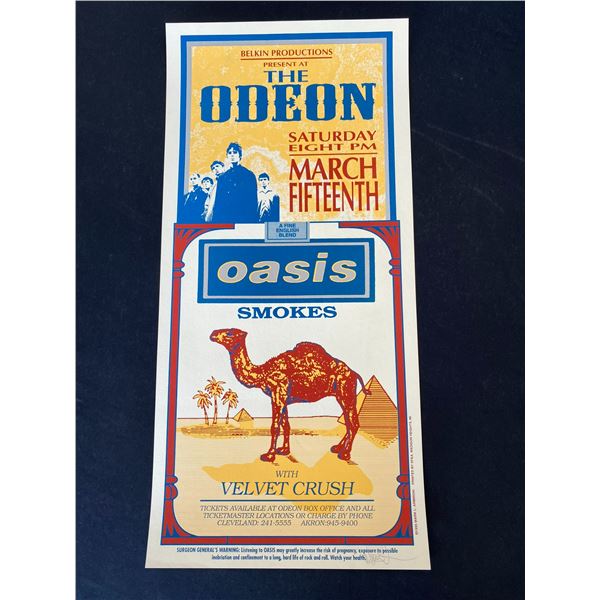 BELKIN PRODUCTIONS
PRESENT AT
THE
ODEON
SATURDAY
EIGHT PM
MARCH
FIFTEENTH
A FINE
ENGLISH
BLEND
oasis
SMOKES
WITH
VELVET CRUSH
TICKETS AVAILABLE AT ODEON BOX OFFICE AND ALL
TICKETMASTER LOCATIONS OR CHARGE BY PHONE
CLEVELAND: 241-5555 AKRON:945-9400
SURGEON GENERAL'S WARNING: Listening to OASIS may greatly increase the risk of pregnancy, exposure to possible
inebriation and confinement to a long, hard life of rock and roll. Watch your health.